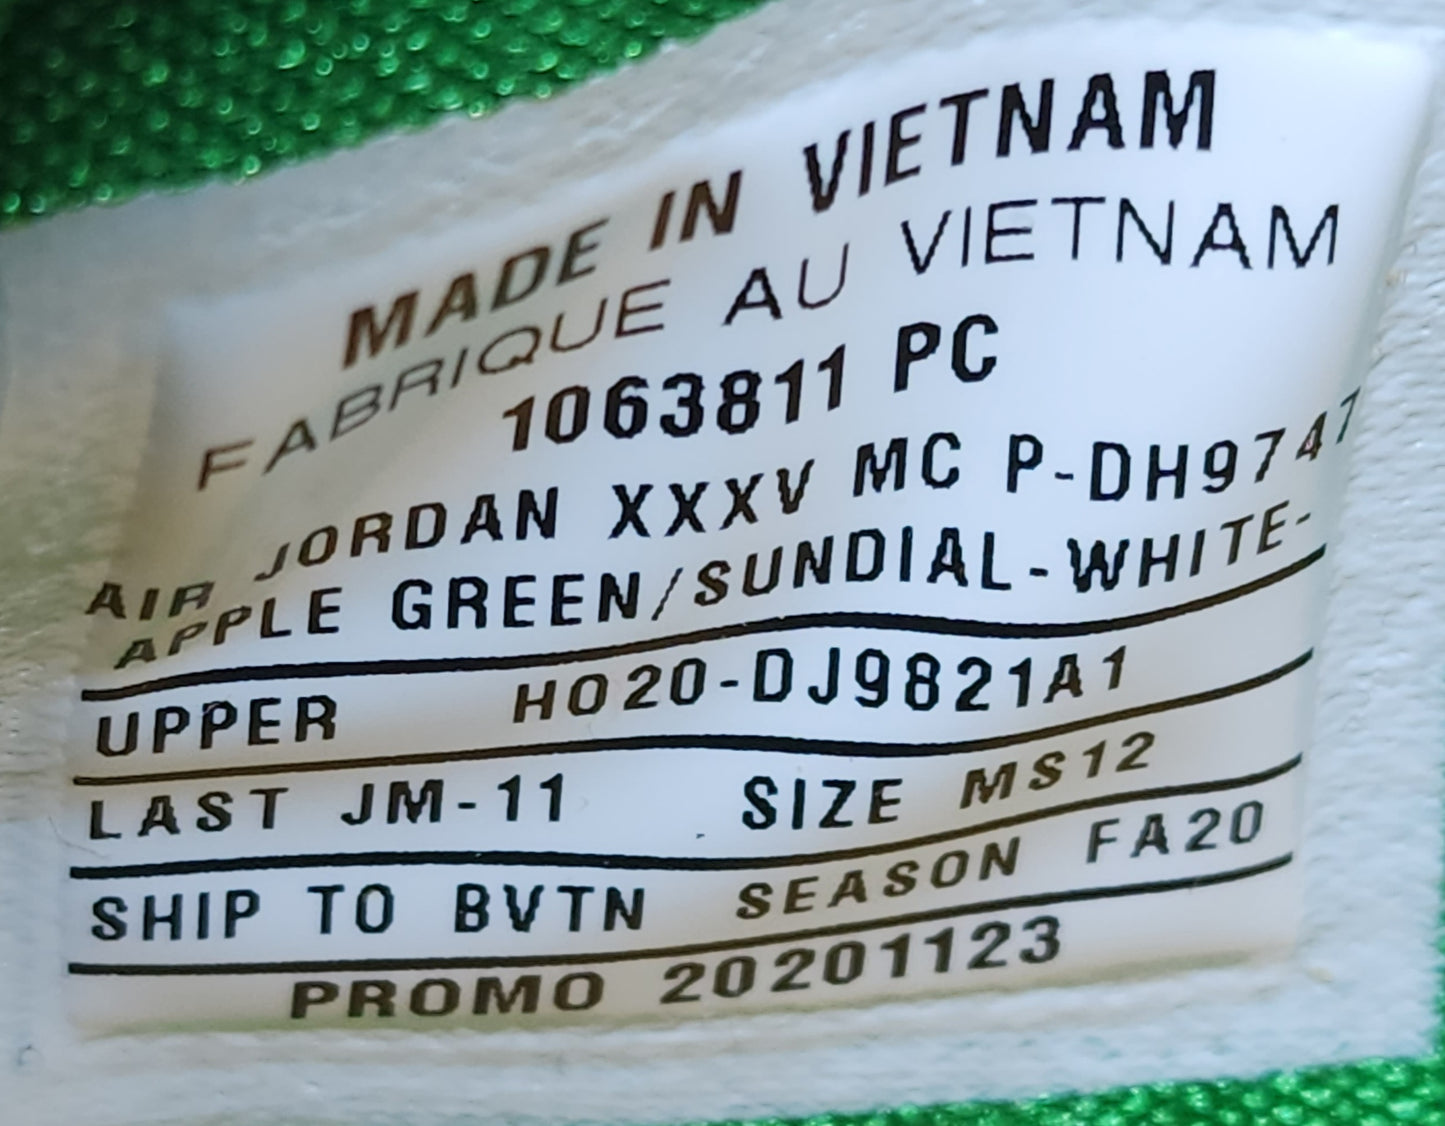 MADE IN VIETNAM
FABRIQUE AU VIETNAM
1063811 PC
AIR JORDAN XXXV MC P-DH9747
APPLE GREEN/SUNDIAL-WHITE-
UPPER HO20-DJ9821A1
LAST JM-11 SIZE MS12
SHIP TO BVTN SEASON FA20
PROMO 20201123